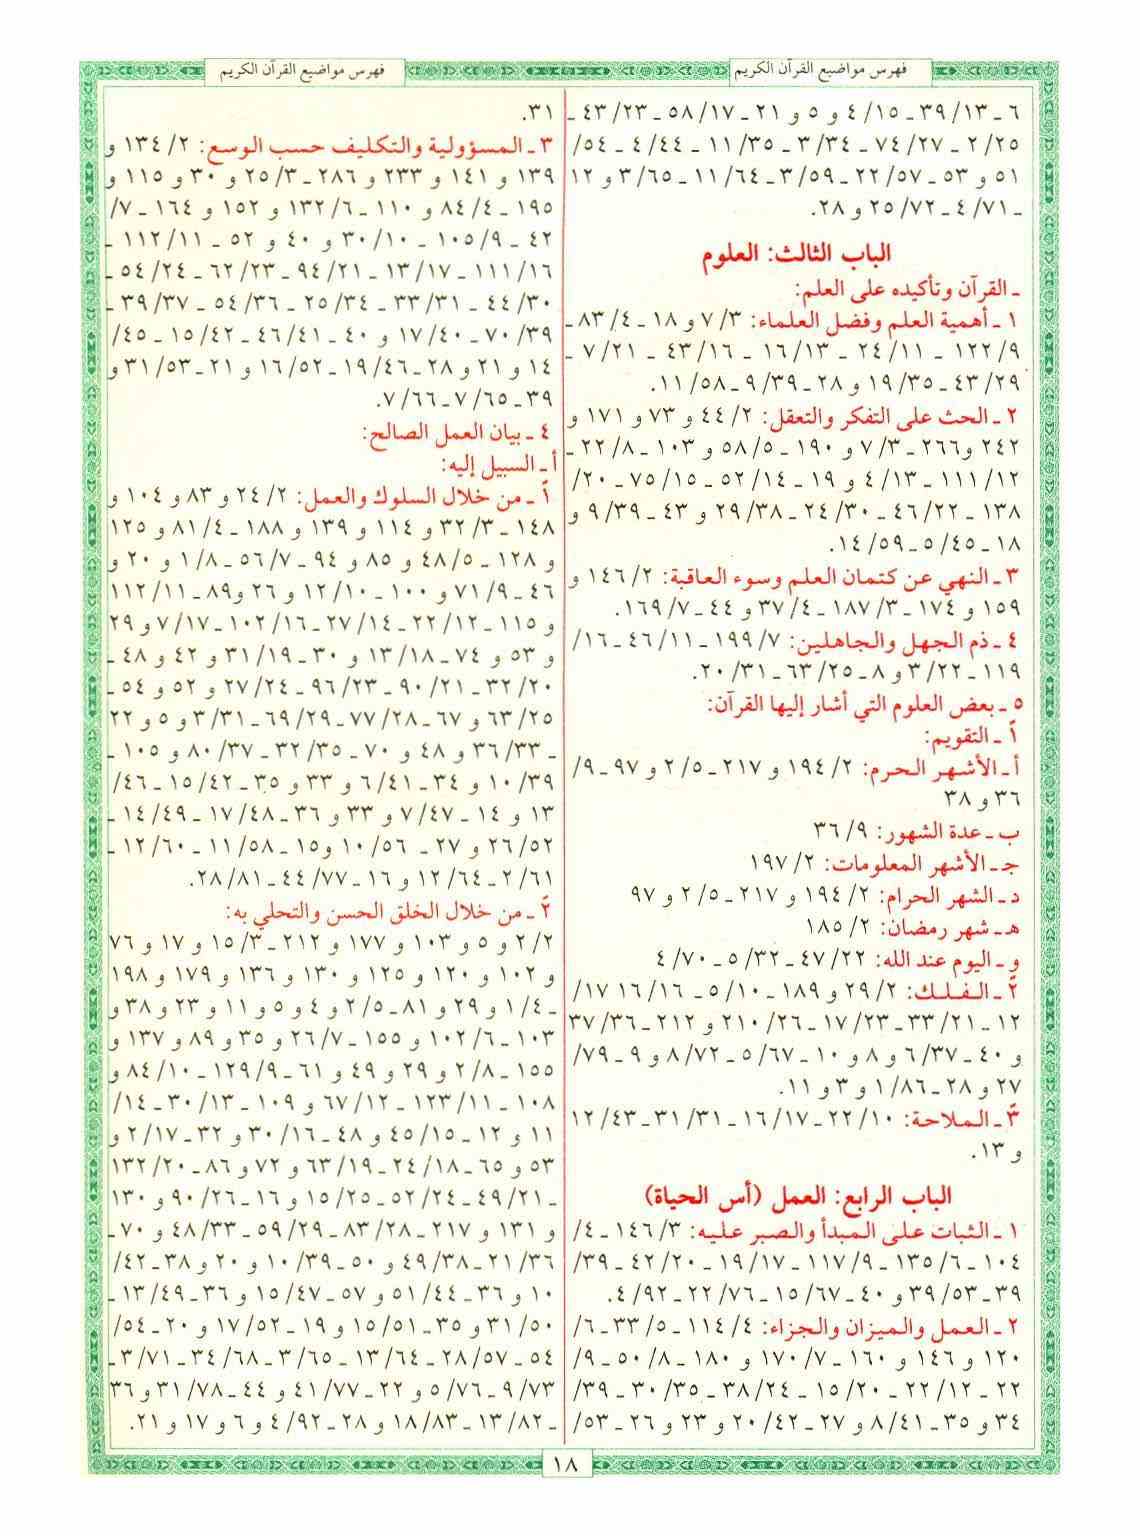 فهرس مواضيع القرآن الكريم
فهرس مواضيع القرآن الكريم
٦ ـ ١٣/ ٣٩ ـ ١٥/ ٤ و ٥ و ٢١ ـ ١٧/ ٥٨ ـ ٢٣/ ٤٣ ـ
٢٥/ ٢ ـ ٢٧/ ٧٤ ـ ٣٤/ ٣ ـ ٣٥/ ١١ ـ ٤٤/ ٤ ـ ٥٤/
٥١ و ٥٣ ـ ٥٧/ ٢٢ ـ ٥٩/ ٣ ـ ٦٤/ ١١ ـ ٦٥/ ٣ و ١٢
ـ ٧١/ ٤ ـ ٧٢/ ٢٥ و ٢٨.
الباب الثالث: العلوم
ـ القرآن وتأكيده على العلم:
١ ـ أهمية العلم وفضل العلماء: ٣/ ٧ و ١٨ ـ ٤/ ٨٣ ـ
٩/ ١٢٢ ـ ١١/ ٢٤ ـ ١٣/ ١٦ ـ ١٦/ ٤٣ ـ ٢١/ ٧ ـ
٢٩/ ٤٣ ـ ٣٥/ ١٩ و ٢٨ ـ ٣٩/ ٩ ـ ٥٨/ ١١.
٢ ـ الحث على التفكر والتعقل: ٢/ ٤٤ و ٧٣ و ١٧١ و
٢٤٢ و٢٦٦ ـ ٣/ ٧ و ١٩٠ ـ ٥/ ٥٨ و ١٠٣ ـ ٨/ ٢٢ ـ
١٢/ ١١١ ـ ١٣/ ٤ و ١٩ ـ ١٤/ ٥٢ ـ ١٥/ ٧٥ ـ ٢٠/
١٣٨ ـ ٢٢/ ٤٦ ـ ٣٠/ ٢٤ ـ ٣٨/ ٢٩ و ٤٣ ـ ٣٩/ ٩ و
١٨ ـ ٤٥/ ٥ ـ ٥٩/ ١٤.
٣ ـ النهي عن كتمان العلم وسوء العاقبة: ٢/ ١٤٦ و
١٥٩ و ١٧٤ ـ ٣/ ١٨٧ ـ ٤/ ٣٧ و ٤٤ ـ ٧/ ١٦٩.
٤ ـ ذم الجهل والجاهلين: ٧/ ١٩٩ ـ ١١/ ٤٦ ـ ١٦/
١١٩ ـ ٢٢/ ٣ و ٨ ـ ٢٥/ ٦٣ ـ ٣١/ ٢٠.
٥ ـ بعض العلوم التي أشار إليها القرآن:
أً ـ التقويم:
أ ـ الأشهر الحرم: ٢/ ١٩٤ و ٢١٧ ـ ٥/ ٢ و ٩٧ ـ ٩/
٣٦ و ٣٨
ب ـ عدة الشهور: ٩/ ٣٦
جـ ـ الأشهر المعلومات: ٢/ ١٩٧
د ـ الشهر الحرام: ٢/ ١٩٤ و ٢١٧ ـ ٥/ ٢ و ٩٧
هـ ـ شهر رمضان: ٢/ ١٨٥
و ـ اليوم عند الله: ٢٢/ ٤٧ ـ ٣٢/ ٥ ـ ٧٠/ ٤
٢ً ـ الفلك: ٢/ ٢٩ و ١٨٩ ـ ١٠/ ٥ ـ ١٦/ ١٦ ١٧/
١٢ ـ ٢١/ ٣٣ ـ ٢٣/ ١٧ ـ ٢٦/ ٢١٠ و ٢١٢ ـ ٣٦/ ٣٧
و ٤٠ ـ ٣٧/ ٦ و ٨ و ١٠ ـ ٦٧/ ٥ ـ ٧٢/ ٨ و ٩ ـ ٧٩/
٢٧ و ٢٨ ـ ٨٦/ ١ و ٣ و ١١.
٣ً ـ الملاحة: ١٠/ ٢٢ ـ ١٧/ ١٦ ـ ٣١/ ٣١ ـ ٤٣/ ١٢
و ١٣.
الباب الرابع: العمل (أس الحياة)
١ ـ الثبات على المبدأ والصبر عليه: ٣/ ١٤٦ ـ ٤/
١٠٤ ـ ٦/ ١٣٥ ـ ٩/ ١١٧ ـ ١٧/ ١٩ ـ ٢٠/ ٤٢ ـ ٣٩/
٣٩ ـ ٥٣/ ٣٩ و ٤٠ ـ ٦٧/ ١٥ ـ ٧٦/ ٢٢ ـ ٩٢/ ٤.
٢ ـ العمل والميزان والجزاء: ٤/ ١١٤ ـ ٥/ ٣٣ ـ ٦/
١٢٠ و ١٤٦ و ١٦٠ ـ ٧/ ١٧٠ و ١٨٠ ـ ٨/ ٥٠ ـ ٩/
٢٢ ـ ١٢/ ٢٢ ـ ٢٠/ ١٥ ـ ٢٤/ ٣٨ ـ ٣٥/ ٣٠ ـ ٣٩/
٣٤ و ٣٥ ـ ٤١/ ٨ و ٢٧ ـ ٤٢/ ٢٠ و ٢٣ و ٢٦ ـ ٥٣/
٣١.
٣ ـ المسؤولية والتكليف حسب الوسع: ٢/ ١٣٤ و
١٣٩ و ١٤١ و ٢٣٣ و ٢٨٦ ـ ٣/ ٢٥ و ٣٠ و ١١٥ و
١٩٥ ـ ٤/ ٨٤ و ١١٠ ـ ٦/ ١٣٢ و ١٥٢ و ١٦٤ ـ ٧/
٤٢ ـ ٩/ ١٠٥ ـ ١٠/ ٣٠ و ٤٠ و ٥٢ ـ ١١/ ١١٢ ـ
١٦/ ١١١ ـ ١٧/ ١٣ ـ ٢١/ ٩٤ ـ ٢٣/ ٦٢ ـ ٢٤/ ٥٤ ـ
٣٠/ ٤٤ ـ ٣١/ ٣٣ ـ ٣٤/ ٢٥ ـ ٣٦/ ٥٤ ـ ٣٧/ ٣٩ ـ
٣٩/ ٧٠ ـ ٤٠/ ١٧ و ٤٠ ـ ٤١/ ٤٦ ـ ٤٢/ ١٥ ـ ٤٥/
١٤ و ٢١ و ٢٨ ـ ٤٦/ ١٩ ـ ٥٢/ ١٦ و ٢١ ـ ٥٣/ ٣١ و
٣٩ ـ ٦٥/ ٧ ـ ٦٦/ ٧.
٤ ـ بيان العمل الصالح:
أ ـ السبيل إليه:
أً ـ من خلال السلوك والعمل: ٢/ ٢٤ و ٨٣ و ١٠٤ و
١٤٨ ـ ٣/ ٣٢ و ١١٤ و ١٣٩ و ١٨٨ ـ ٤/ ٨١ و ١٢٥
و ١٢٨ ـ ٥/ ٤٨ و ٨٥ و ٩٤ ـ ٧/ ٥٦ ـ ٨/ ١ و ٢٠ و
٤٦ ـ ٩/ ٧١ و ١٠٠ ـ ١٠/ ١٢ و ٢٦ و٨٩ ـ ١١/ ١١٢
و ١١٥ ـ ١٢/ ٢٢ ـ ١٤/ ٢٧ ـ ١٦/ ١٠٢ ـ ١٧/ ٧ و ٢٩
و ٥٣ و ٧٤ ـ ١٨/ ١٣ و ٣٠ ـ ١٩/ ٣١ و ٤٢ و ٤٨ ـ
٢٠/ ٣٢ ـ ٢١/ ٩٠ ـ ٢٣/ ٩٦ ـ ٢٤/ ٢٧ و ٥٢ و ٥٤ ـ
٢٥/ ٦٣ و ٦٧ ـ ٢٨/ ٧٧ ـ ٢٩/ ٦٩ ـ ٣١/ ٣ و ٥ و ٢٢
ـ ٣٣/ ٣٦ و ٤٨ و ٧٠ ـ ٣٥/ ٣٢ ـ ٣٧/ ٨٠ و ١٠٥ ـ
٣٩/ ١٠ و ٣٤ ـ ٤١/ ٦ و ٣٣ و ٣٥ ـ ٤٢/ ١٥ ـ ٤٦/
١٣ و ١٤ ـ ٤٧/ ٧ و ٣٣ و ٣٦ ـ ٤٨/ ١٧ ـ ٤٩/ ١٤ ـ
٥٢/ ٢٦ و ٢٧ ـ ٥٦/ ١٠ و١٥ ـ ٥٨/ ١١ ـ ٦٠/ ١٢ ـ
٦١/ ٢ ـ ٦٤/ ١٢ و ١٦ ـ ٧٧/ ٤٤ ـ ٨١/ ٢٨.
٢ً ـ من خلال الخلق الحسن والتحلي به:
٢/ ٢ و ٥ و ١٠٣ و ١٧٧ و ٢١٢ ـ ٣/ ١٥ و ١٧ و ٧٦
و ١٠٢ و ١٢٠ و ١٢٥ و ١٣٠ و ١٣٦ و ١٧٩ و ١٩٨
ـ ٤/ ١ و ٢٩ و ٨١ ـ ٥/ ٢ و ٤ و ٥ و ١١ و ٢٣ و ٣٨ و
١٠٣ ـ ٦/ ١٠٢ و ١٥٥ ـ ٧/ ٢٦ و ٣٥ و ٨٩ و ١٣٧ و
١٥٥ ـ ٨/ ٢ و ٢٩ و ٤٩ و ٦١ ـ ٩/ ١٢٩ ـ ١٠/ ٨٤ و
١٠٨ ـ ١١/ ١٢٣ ـ ١٢/ ٦٧ و ١٠٩ ـ ١٣/ ٣٠ ـ ١٤/
١١ و ١٢ ـ ١٥/ ٤٥ و ٤٨ ـ ١٦/ ٣٠ و ٣٢ ـ ١٧/ ٢ و
٥٣ و ٦٥ ـ ١٨/ ٢٤ ـ ١٩/ ٦٣ و ٧٢ و ٨٦ ـ ٢٠/ ١٣٢
ـ ٢١/ ٤٩ ـ ٢٤/ ٥٢ ـ ٢٥/ ١٥ و ١٦ ـ ٢٦/ ٩٠ و ١٣٠
و ١٣١ و ٢١٧ ـ ٢٨/ ٨٣ ـ ٢٩/ ٥٩ ـ ٣٣/ ٤٨ و ٧٠ ـ
٣٦/ ٢١ ـ ٣٨/ ٤٩ و ٥٠ ـ ٣٩/ ١٠ و ٢٠ و ٣٨ ـ ٤٢/
١٠ و ٣٦ ـ ٤٤/ ٥١ و ٥٧ ـ ٤٧/ ١٥ و ٣٦ ـ ٤٩/ ١٣ ـ
٥٠/ ٣١ و ٣٥ ـ ٥١/ ١٥ و ١٩ ـ ٥٢/ ١٧ و ٢٠ ـ ٥٤/
٥٤ ـ ٥٧/ ٢٨ ـ ٦٤/ ١٣ ـ ٦٥/ ٣ ـ ٦٨/ ٣٤ ـ ٧١/ ٣ ـ
٧٣/ ٩ ـ ٧٦/ ٥ و ٢٢ ـ ٧٧/ ٤١ و ٤٤ ـ ٧٨/ ٣١ و ٣٦
ـ ٨٢/ ١٣ ـ ٨٣/ ١٨ و ٢٨ ـ ٩٢/ ٤ و ٦ و ١٧ و ٢١.
١٨